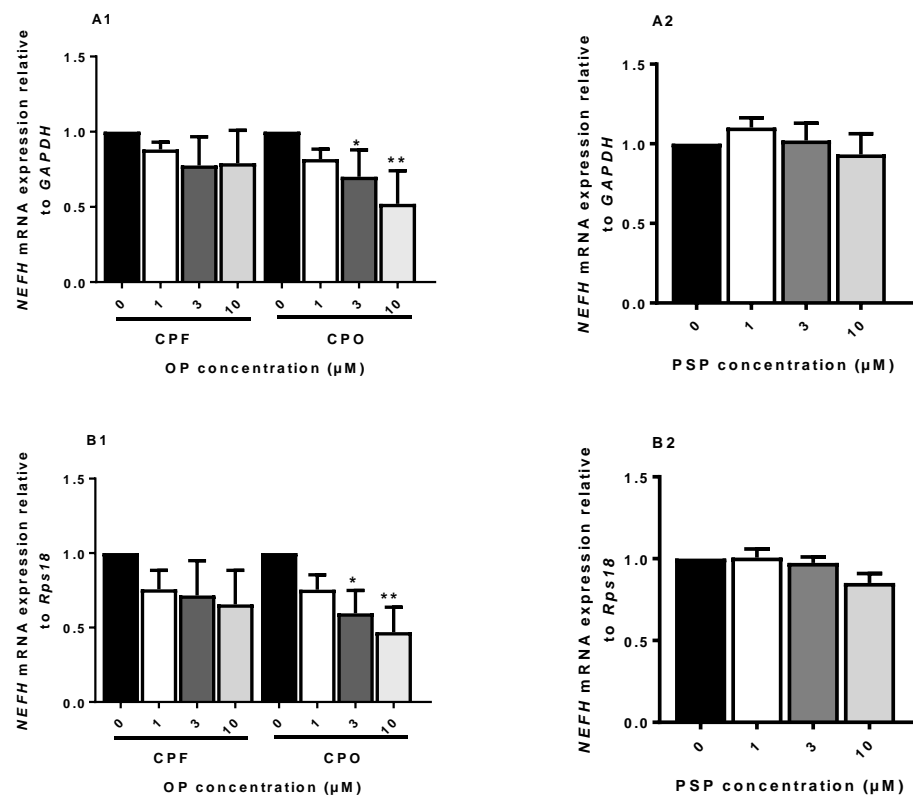 A1
NEFH mRNA expression relative
to GAPDH
1.5
1.0
0.5
0.0
* 
**
0 1 3 10 0 1 3 10
CPF CPO
OP concentration (µM)
A2
NEFH mRNA expression relative
to GAPDH
1.5
1.0
0.5
0.0
0 1 3 10
PSP concentration (µM)
B1
NEFH mRNA expression relative
to Rps18
1.5
1.0
0.5
0.0
*
**
0 1 3 10 0 1 3 10
CPF CPO
OP concentration (µM)
B2
NEFH mRNA expression relative
to Rps18
1.5
1.0
0.5
0.0
0 1 3 10
PSP concentration (µM)